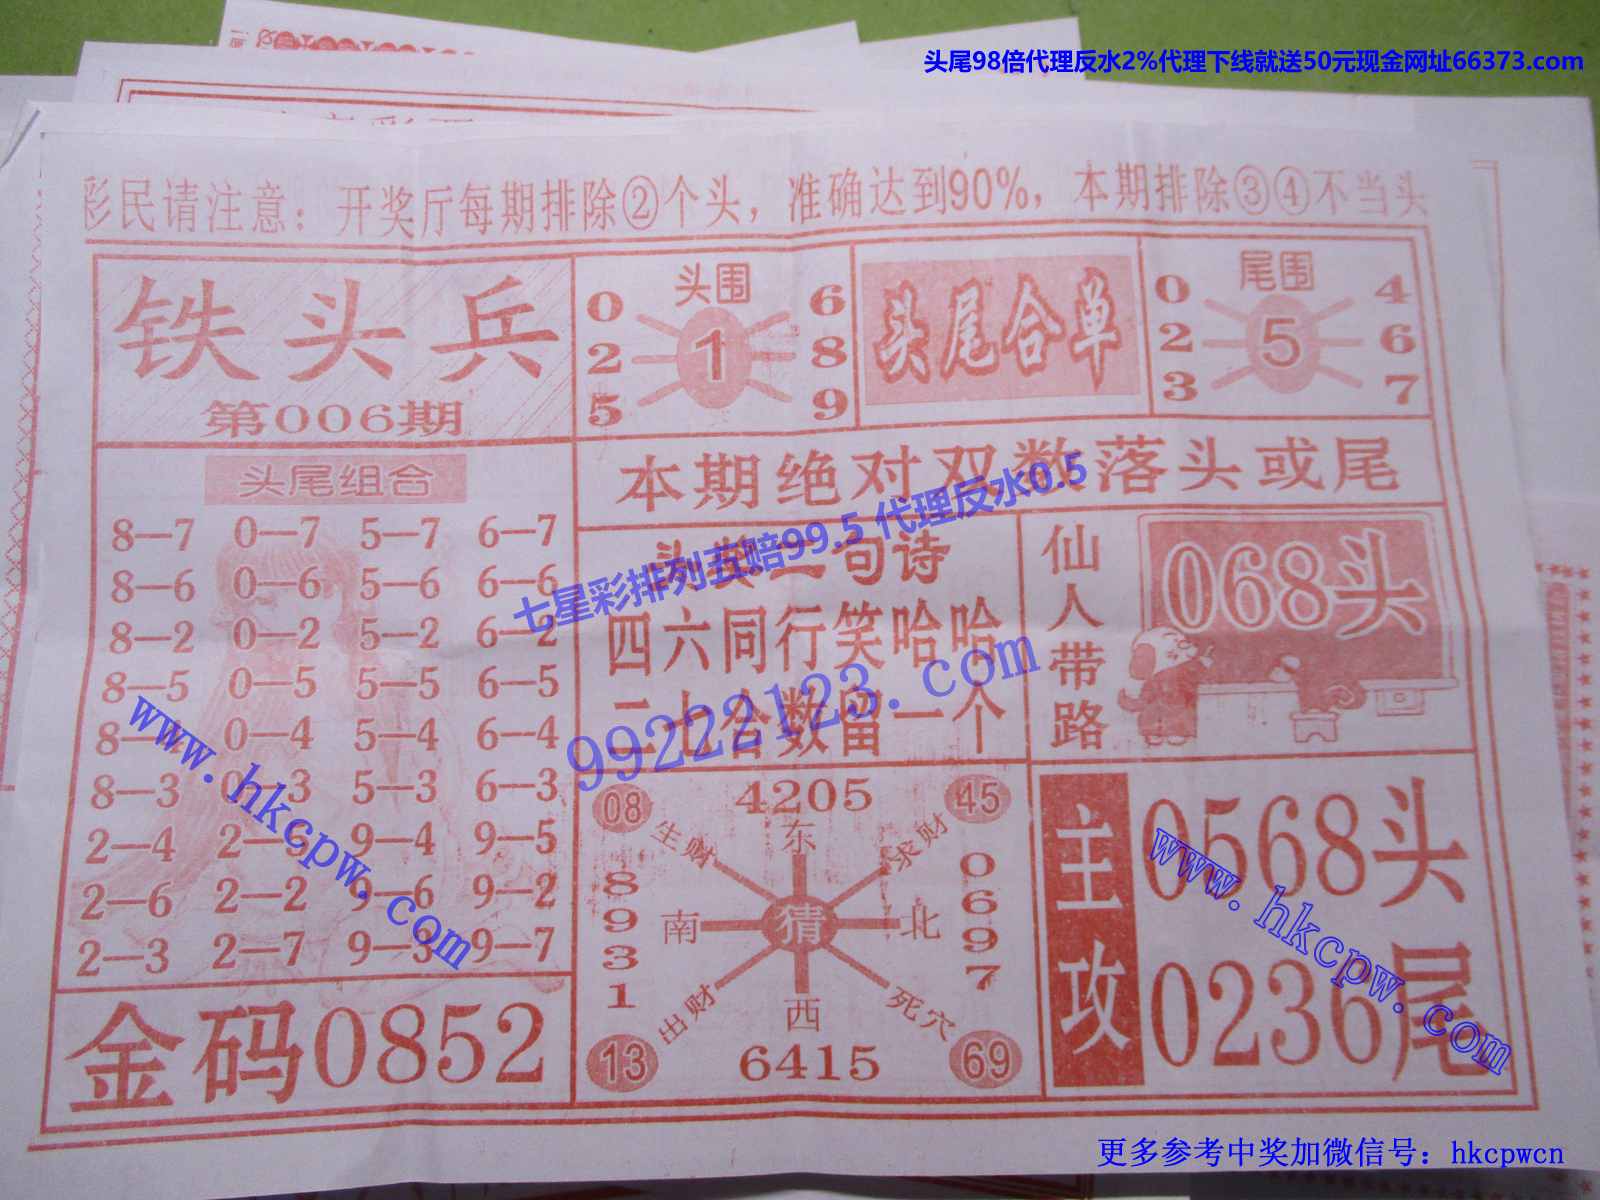 头尾98倍代理反水2%代理下线就送50元现金网址66373.com
彩民请注意：开奖厅每期排除②个头，准确达到90%，本期排除③④不当头
铁头兵
第006期
头围
0 6
2 1 8
5 9
头尾合单
尾围
0 4
2 5 6
3 7
本期绝对双数落头或尾
头尾组合
8—7 0—7 5—7 6—7
8—6 0—6 5—6 6—6
8—2 0—2 5—2 6—2
8—5 0—5 5—5 6—5
0—4 5—4 6—4
8—3 5—3 6—3
2—4 9—4 9—5
2—6 2—2 9—6 9—2
2—3 2—7 9—3 9—7
金码0852
句诗
四六同行笑哈哈
二七合数留一个
仙人带路
068头
08 4205 45
生财 东 求财
8931 南 猜 北 0697
出财 西 死穴
13 6415 69
主攻
0568头
0236尾
七星彩排列五赔99.5 代理反水0.5
99222123.com
www.hkcpw.com
www.hkcpw.com
更多参考中奖加微信号：hkcpwcn